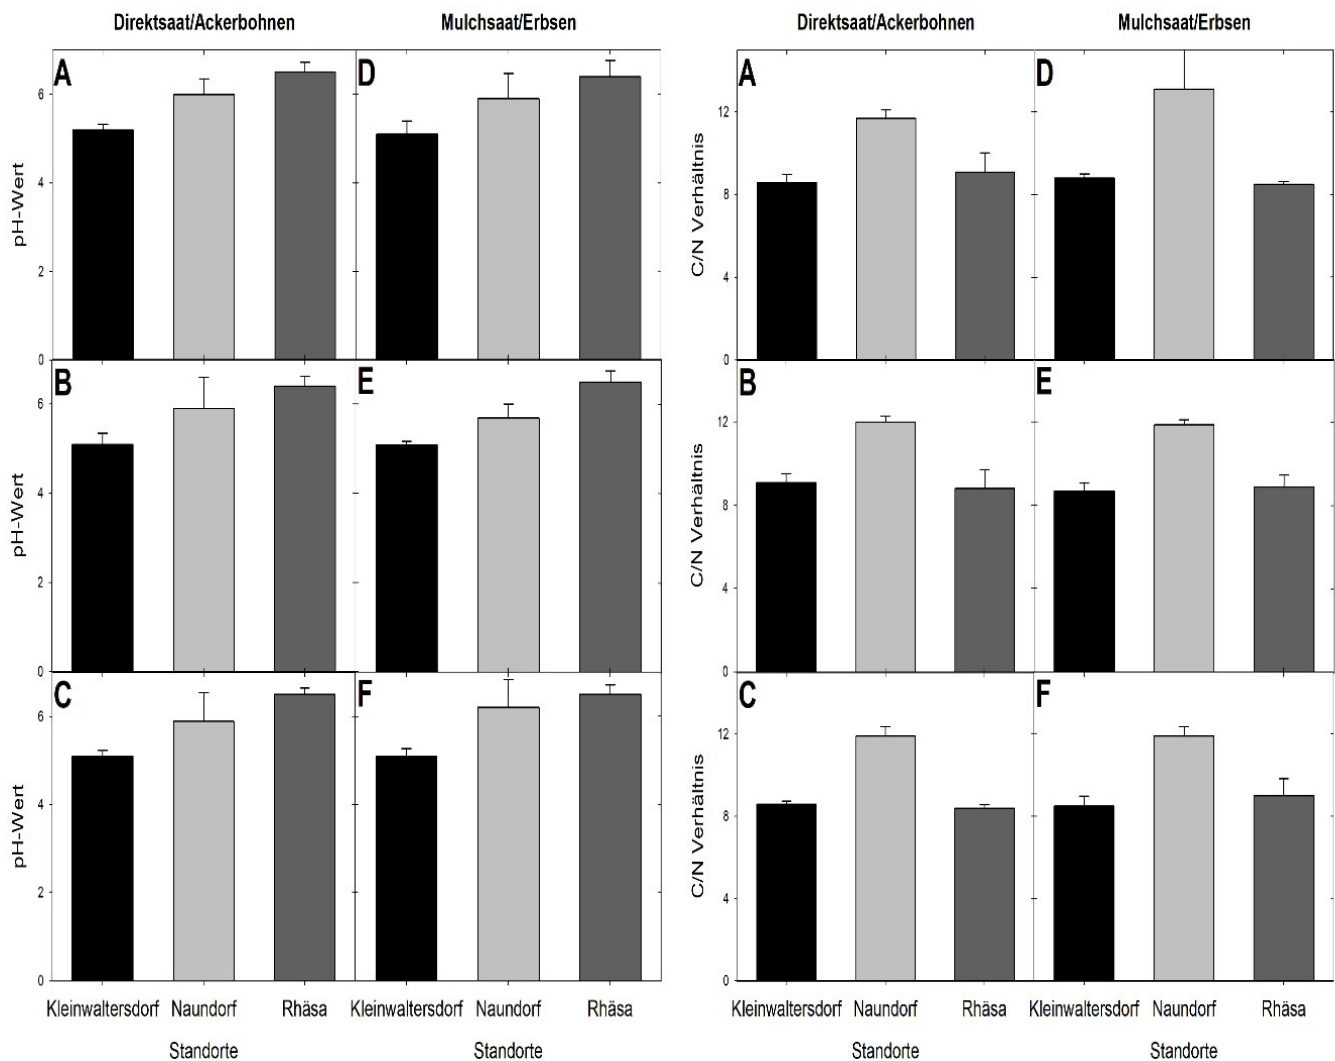 Direktsaat/Ackerbohnen Mulchsaat/Erbsen Direktsaat/Ackerbohnen Mulchsaat/Erbsen
A D A D
6 12
pH-Wert C/N Verhältnis
4 8
2 4
0 0
B E B E
6 12
pH-Wert C/N Verhältnis
4 8
2 4
0 0
C F C F
6 12
pH-Wert C/N Verhältnis
4 8
2 4
0 0
Kleinwaltersdorf Naundorf Rhäsa Kleinwaltersdorf Naundorf Rhäsa Kleinwaltersdorf Naundorf Rhäsa Kleinwaltersdorf Naundorf Rhäsa
Standorte Standorte Standorte Standorte